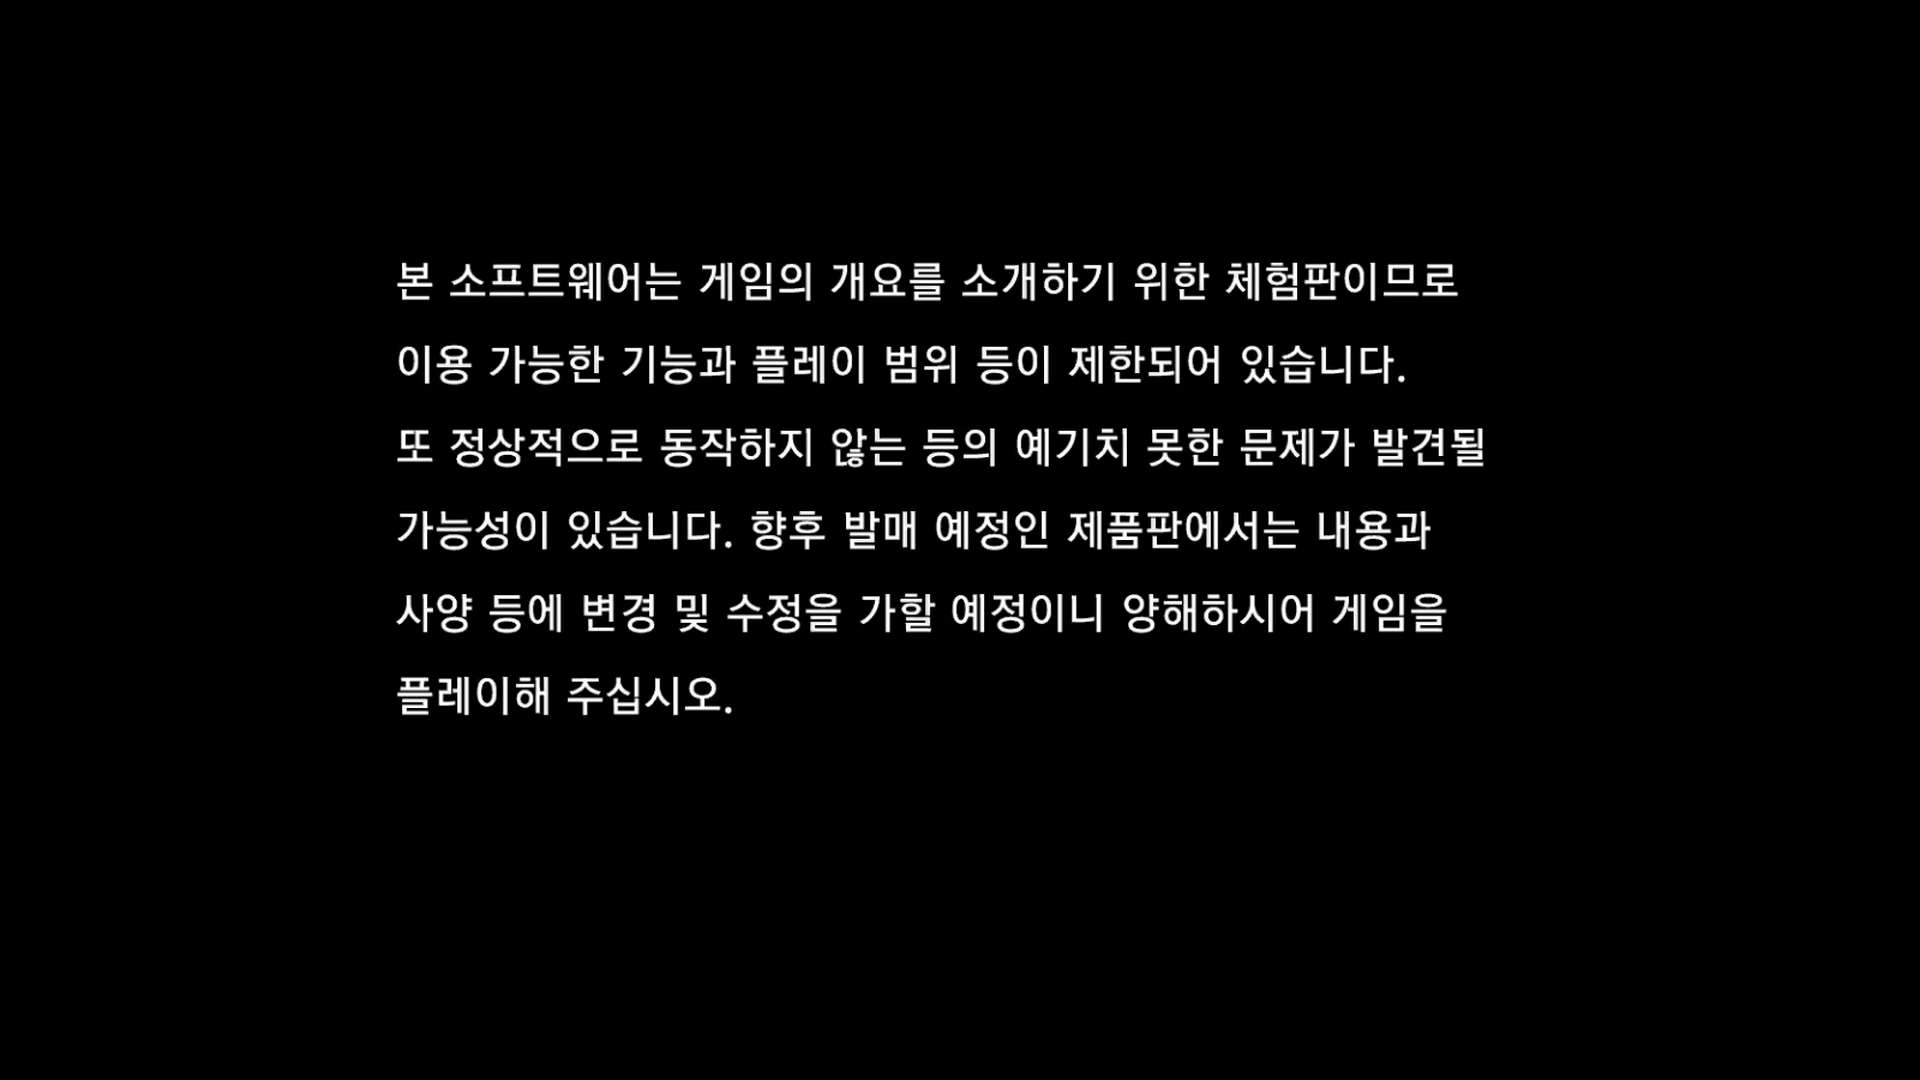 본 소프트웨어는 게임의 개요를 소개하기 위한 체험판이므로
이용 가능한 기능과 플레이 범위 등이 제한되어 있습니다.
또 정상적으로 동작하지 않는 등의 예기치 못한 문제가 발견될
가능성이 있습니다. 향후 발매 예정인 제품판에서는 내용과
사양 등에 변경 및 수정을 가할 예정이니 양해하시어 게임을
플레이해 주십시오.